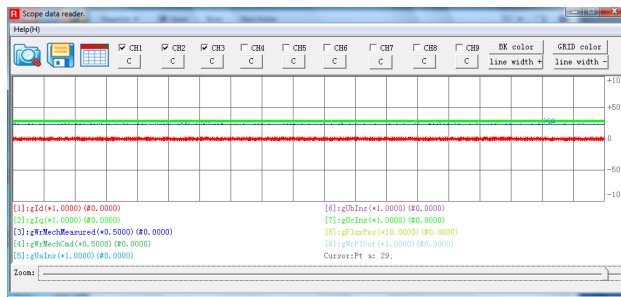 Scope data reader.
Help(H)
CH1 CH2 CH3 CH4 CH5 CH6 CH7 CH8 CH9 BK color GRID color
C C C C C C C C C line width + line width -
+10
+50
0
-50
-10
[1]:gId(*1.0000)(#0.0000) [6]:gUbIns(*1.0000)(#0.0000)
[2]:gIq(*1.0000)(#0.0000) [7]:gUcIns(*1.0000)(#0.0000)
[3]:gWrMechMeasured(*0.5000)(#0.0000) [8]:gFluxPos(*10.0000)(#0.0000)
[4]:gWrMechCmd(*0.5000)(#0.0000) [9]:gVcPIOut(*1.0000)(#0.0000)
[5]:gUaIns(*1.0000)(#0.0000) Cursor:Pt a: 29;
Zoom: